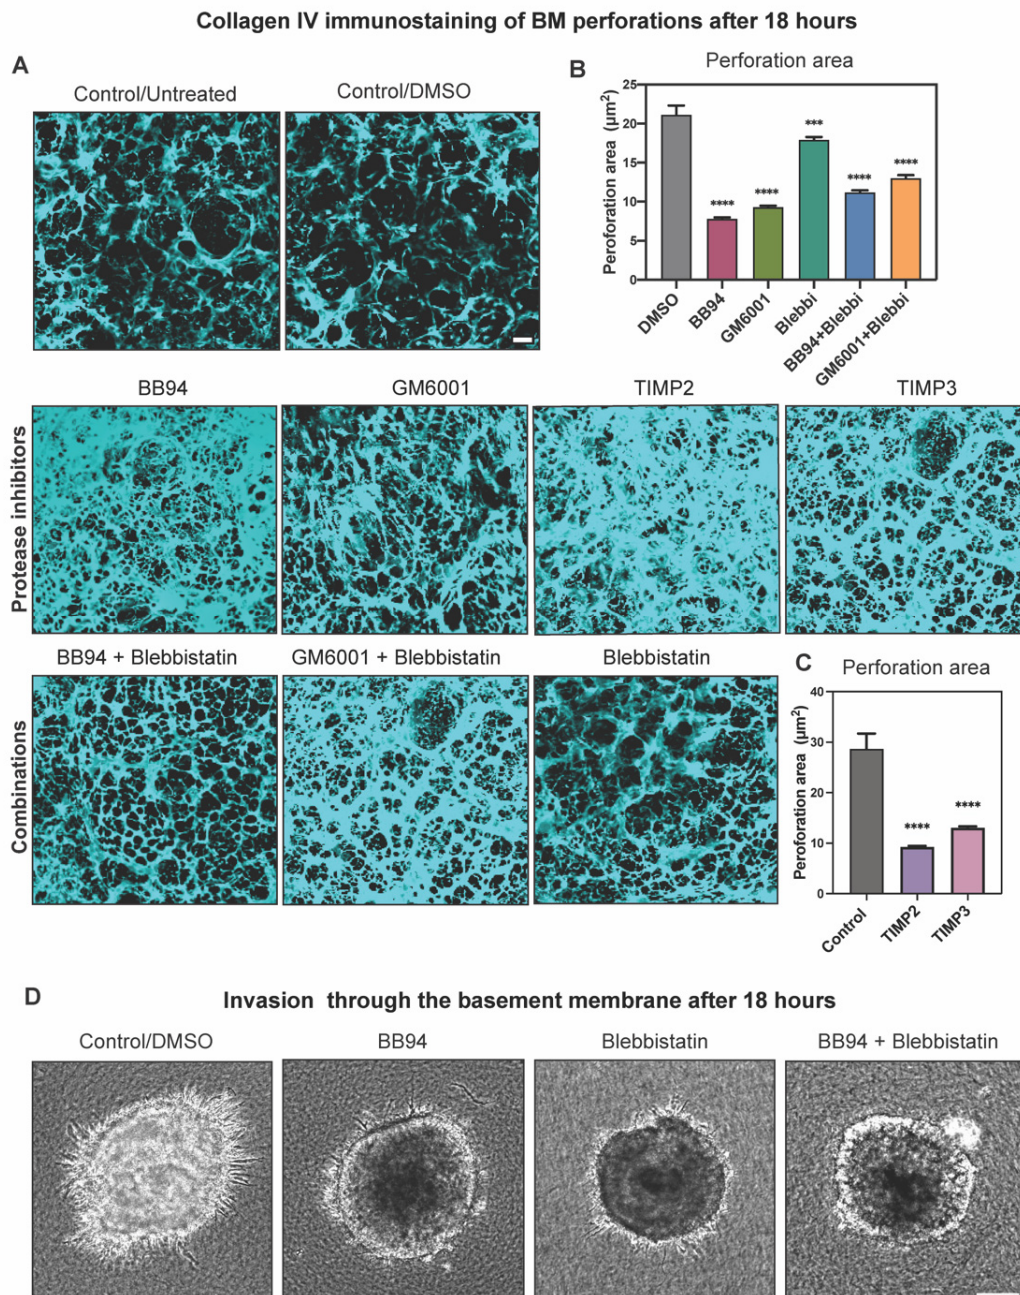 Collagen IV immunostaining of BM perforations after 18 hours
A
Control/Untreated
Control/DMSO
B
Perforation area
Peroforation area (µm²)
25
20
15
10
5
0
****
****
***
****
****
DMSO
BB94
GM6001
Blebbi
BB94+Blebbi
GM6001+Blebbi
Protease inhibitors
BB94
GM6001
TIMP2
TIMP3
Combinations
BB94 + Blebbistatin
GM6001 + Blebbistatin
Blebbistatin
C
Perforation area
Peroforation area (µm²)
40
30
20
10
0
****
****
Control
TIMP2
TIMP3
D
Invasion through the basement membrane after 18 hours
Control/DMSO
BB94
Blebbistatin
BB94 + Blebbistatin